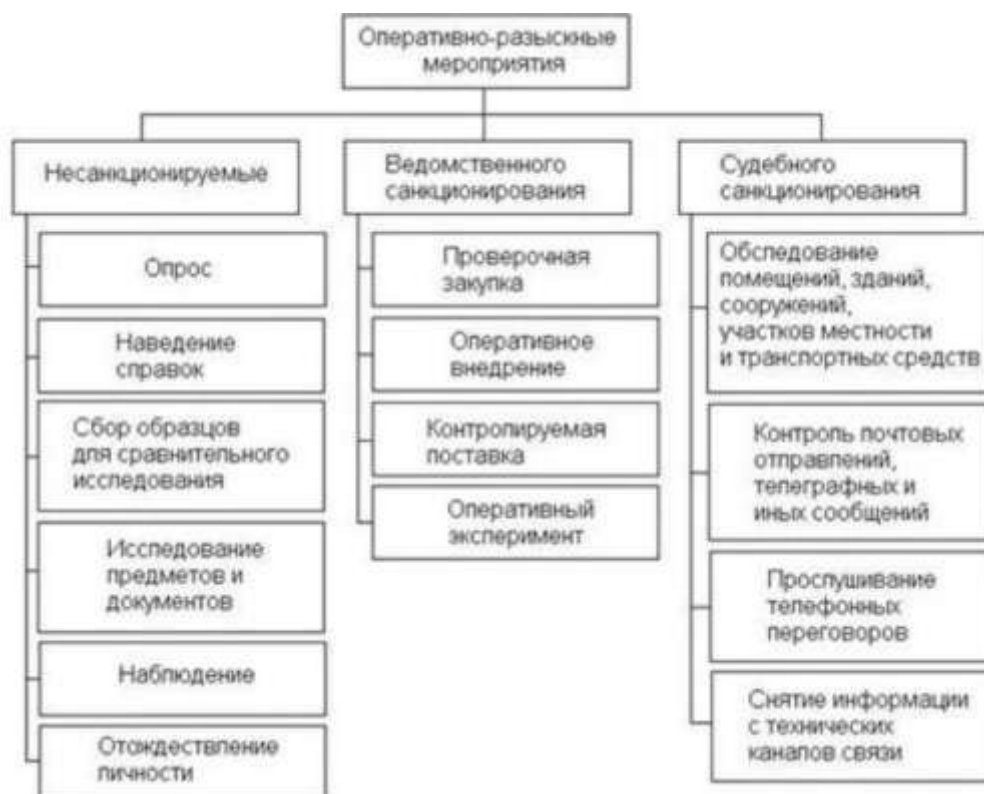 Оперативно-разыскные
мероприятия
Несанкционируемые
Опрос
Наведение
справок
Сбор образцов
для сравнительного
исследования
Исследование
предметов и
документов
Наблюдение
Отождествление
личности
Ведомственного
санкционирования
Проверочная
закупка
Оперативное
внедрение
Контролируемая
поставка
Оперативный
эксперимент
Судебного
санкционирования
Обследование
помещений, зданий,
сооружений,
участков местности
и транспортных средств
Контроль почтовых
отправлений,
телеграфных и
иных сообщений
Прослушивание
телефонных
переговоров
Снятие информации
с технических
каналов связи